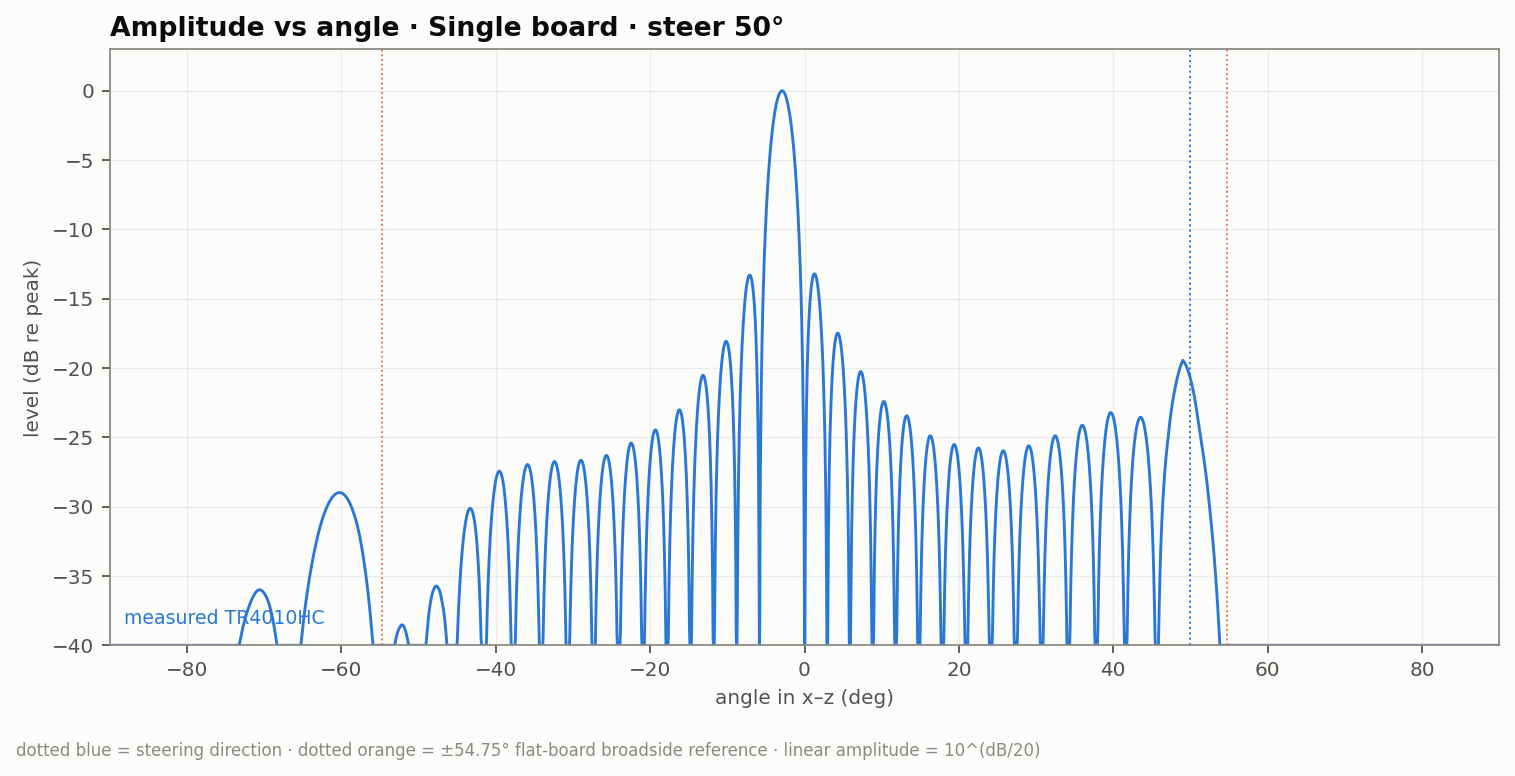 Amplitude vs angle · Single board · steer 50°
level (dB re peak)
0
−5
−10
−15
−20
−25
−30
−35
−40
measured TR4010HC
−80 −60 −40 −20 0 20 40 60 80
angle in x–z (deg)
dotted blue = steering direction · dotted orange = ±54.75° flat-board broadside reference · linear amplitude = 10^(dB/20)